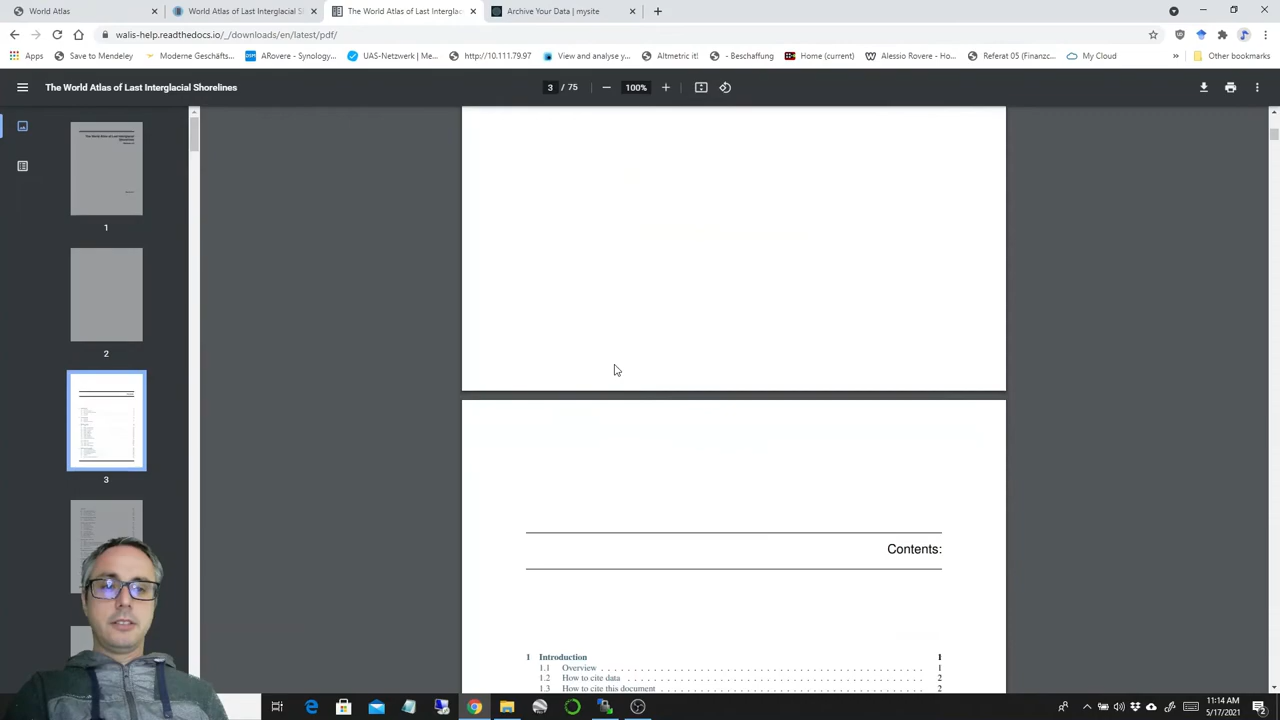 World Atlas
World Atlas of Last Interglacial S
The World Atlas of Last Interglac
Archive Your Data | mysite
walis-help.readthedocs.io/_/downloads/en/latest/pdf/
Apps
Save to Mendeley
Moderne Geschäfts...
ARovere - Synology...
UAS-Netzwerk | Me...
http://10.111.79.97
View and analyse y...
Altmetric it!
- Beschaffung
Home (current)
Alessio Rovere - Ho...
Referat 05 (Finanzc...
My Cloud
»
Other bookmarks
The World Atlas of Last Interglacial Shorelines
3 / 75
100%
1
2
3
Contents:
1 Introduction 1
1.1 Overview 1
1.2 How to cite data 2
1.3 How to cite this document 2
11:14 AM
5/17/2021